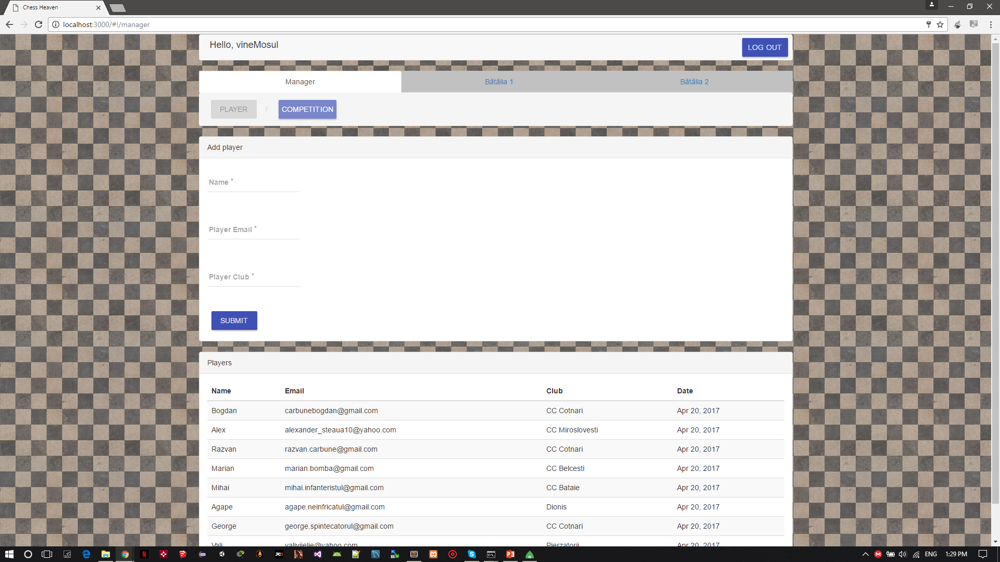 Chess Heaven
localhost:3000/#!/manager
Hello, vineMosul
LOG OUT
Manager
Bătălia 1
Bătălia 2
PLAYER / COMPETITION
Add player
Name *
Player Email *
Player Club *
SUBMIT
Players
Name Email Club Date
Bogdan carbunebogdan@gmail.com CC Cotnari Apr 20, 2017
Alex alexander_steaua10@yahoo.com CC Miroslovesti Apr 20, 2017
Razvan razvan.carbune@gmail.com CC Cotnari Apr 20, 2017
Marian marian.bomba@gmail.com CC Belcesti Apr 20, 2017
Mihai mihai.infanteristul@gmail.com CC Bataie Apr 20, 2017
Agape agape.neinfricatul@gmail.com Dionis Apr 20, 2017
George george.spintecatorul@gmail.com CC Cotnari Apr 20, 2017
Vali valivijelie@yahoo.com Pierzatorii Apr 20, 2017
ENG 1:29 PM